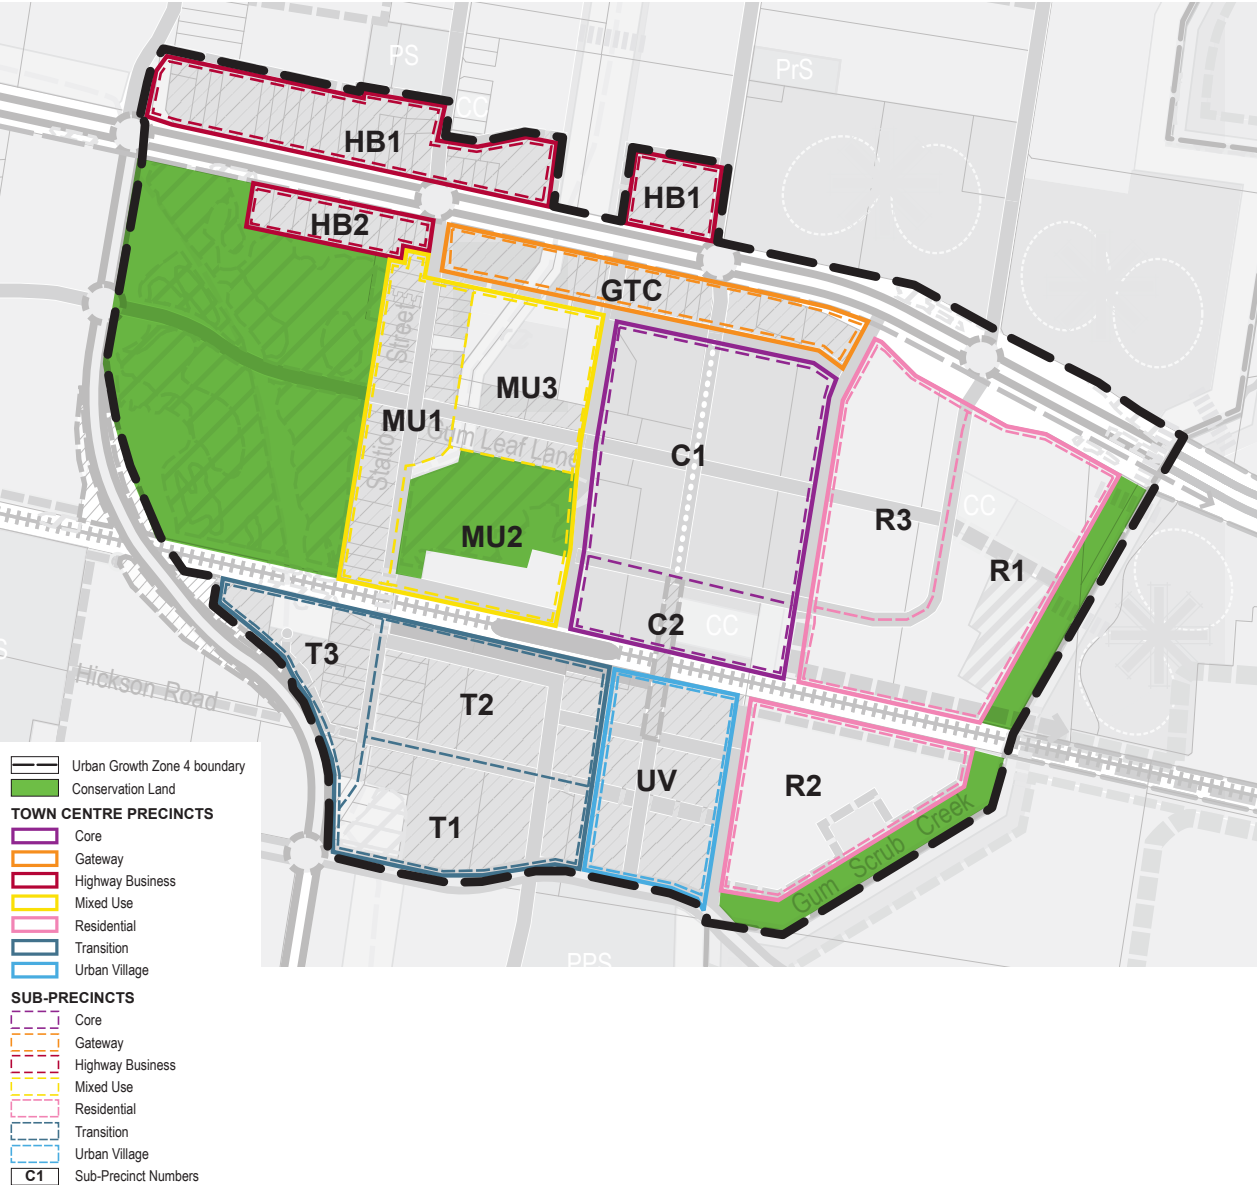 PS
PrS
CC
HB1
HB1
HB2
GTC
Station Street
MU3
MU1
Gum Leaf Lane
C1
MU2
R3
CC
R1
C2
CC
T3
Hickson Road
T2
UV
R2
T1
Gum Scrub Creek
PPS
Urban Growth Zone 4 boundary
Conservation Land
TOWN CENTRE PRECINCTS
Core
Gateway
Highway Business
Mixed Use
Residential
Transition
Urban Village
SUB-PRECINCTS
Core
Gateway
Highway Business
Mixed Use
Residential
Transition
Urban Village
C1 Sub-Precinct Numbers